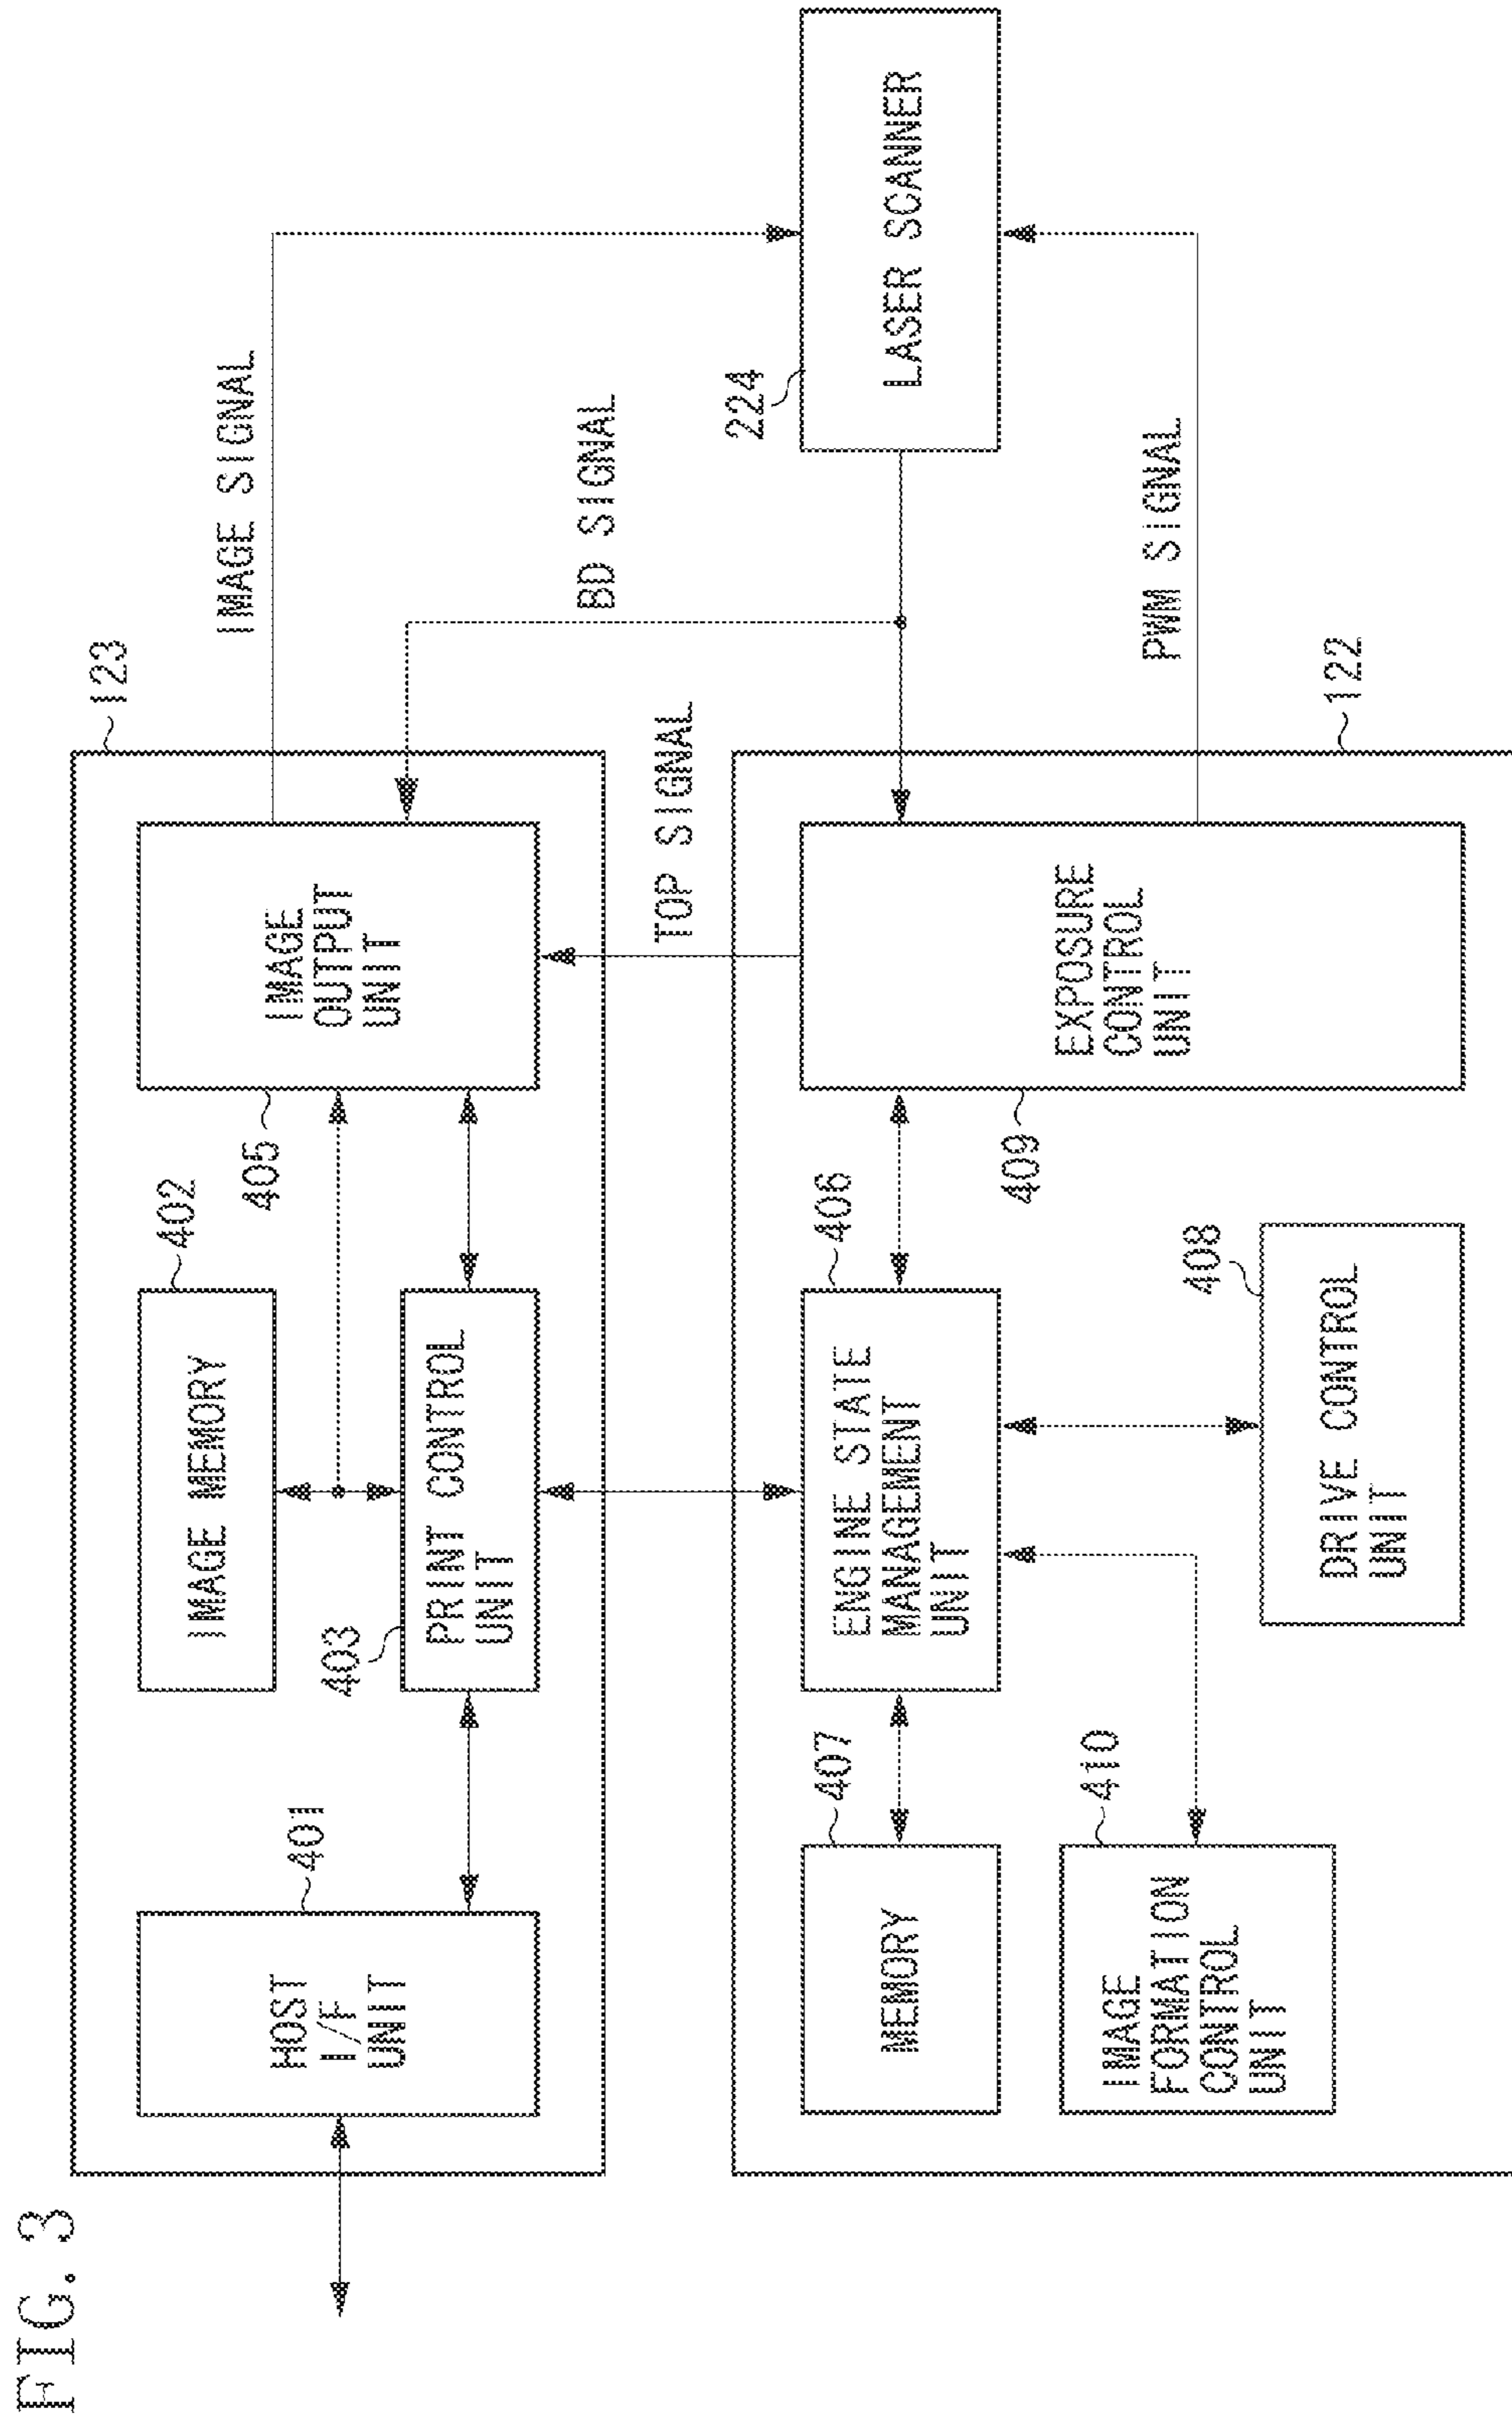 FIG. 3
123
HOST
I/F
UNIT
401
IMAGE MEMORY
402
PRINT CONTROL
UNIT
403
IMAGE
OUTPUT
UNIT
405
IMAGE SIGNAL
BD SIGNAL
TOP SIGNAL
224
LASER SCANNER
PWM SIGNAL
122
MEMORY
407
ENGINE STATE
MANAGEMENT
UNIT
406
EXPOSURE
CONTROL
UNIT
409
IMAGE
FORMATION
CONTROL
UNIT
410
DRIVE CONTROL
UNIT
408